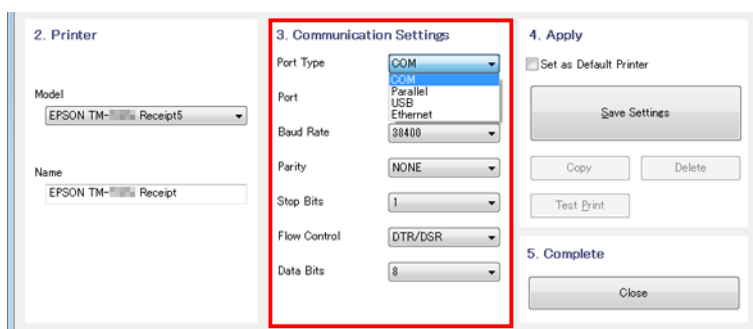 2. Printer
Model
EPSON TM- Receipt5
Name
EPSON TM- Receipt
3. Communication Settings
Port Type
COM
COM
Parallel
USB
Ethernet
Port
Baud Rate
38400
Parity
NONE
Stop Bits
1
Flow Control
DTR/DSR
Data Bits
8
4. Apply
Set as Default Printer
Save Settings
Copy
Delete
Test Print
5. Complete
Close